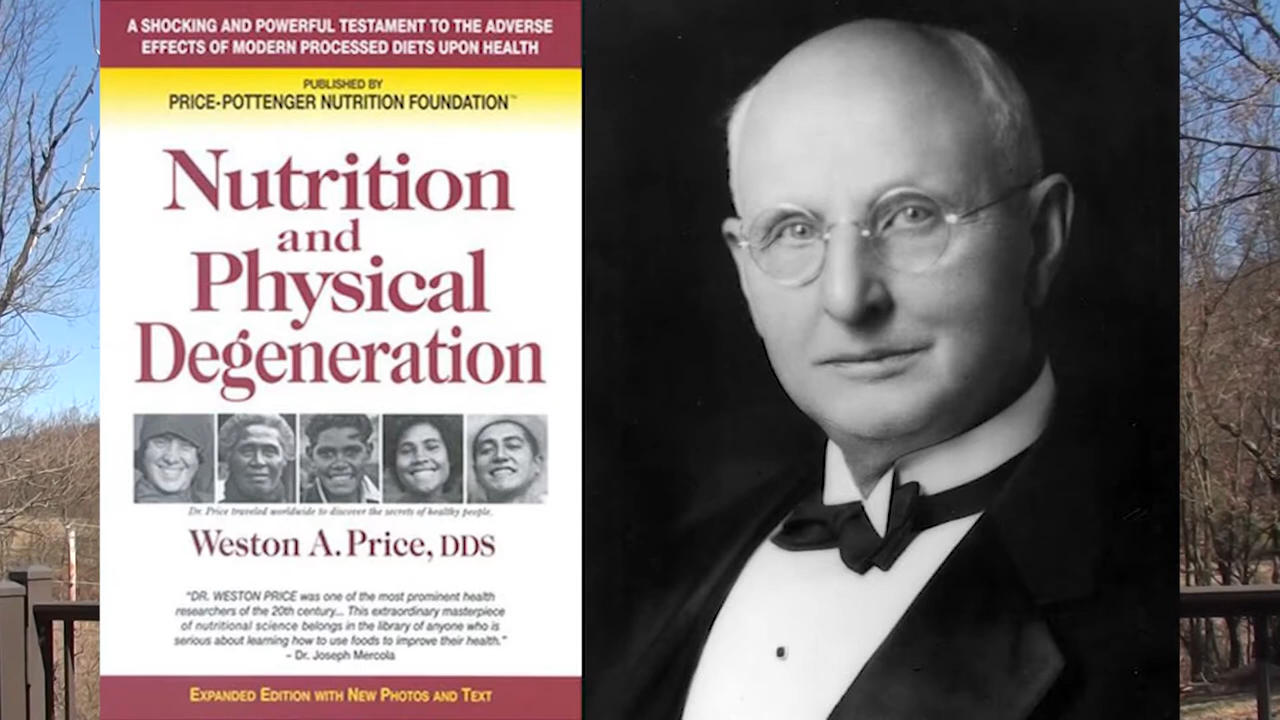 A SHOCKING AND POWERFUL TESTAMENT TO THE ADVERSE
EFFECTS OF MODERN PROCESSED DIETS UPON HEALTH
PUBLISHED BY
PRICE-POTTENGER NUTRITION FOUNDATION™
Nutrition
and
Physical
Degeneration
Dr. Price traveled worldwide to discover the secrets of healthy people.
Weston A. Price, DDS
"DR. WESTON PRICE was one of the most prominent health
researchers of the 20th century... This extraordinary masterpiece
of nutritional science belongs in the library of anyone who is
serious about learning how to use foods to improve their health."
– Dr. Joseph Mercola
EXPANDED EDITION WITH NEW PHOTOS AND TEXT